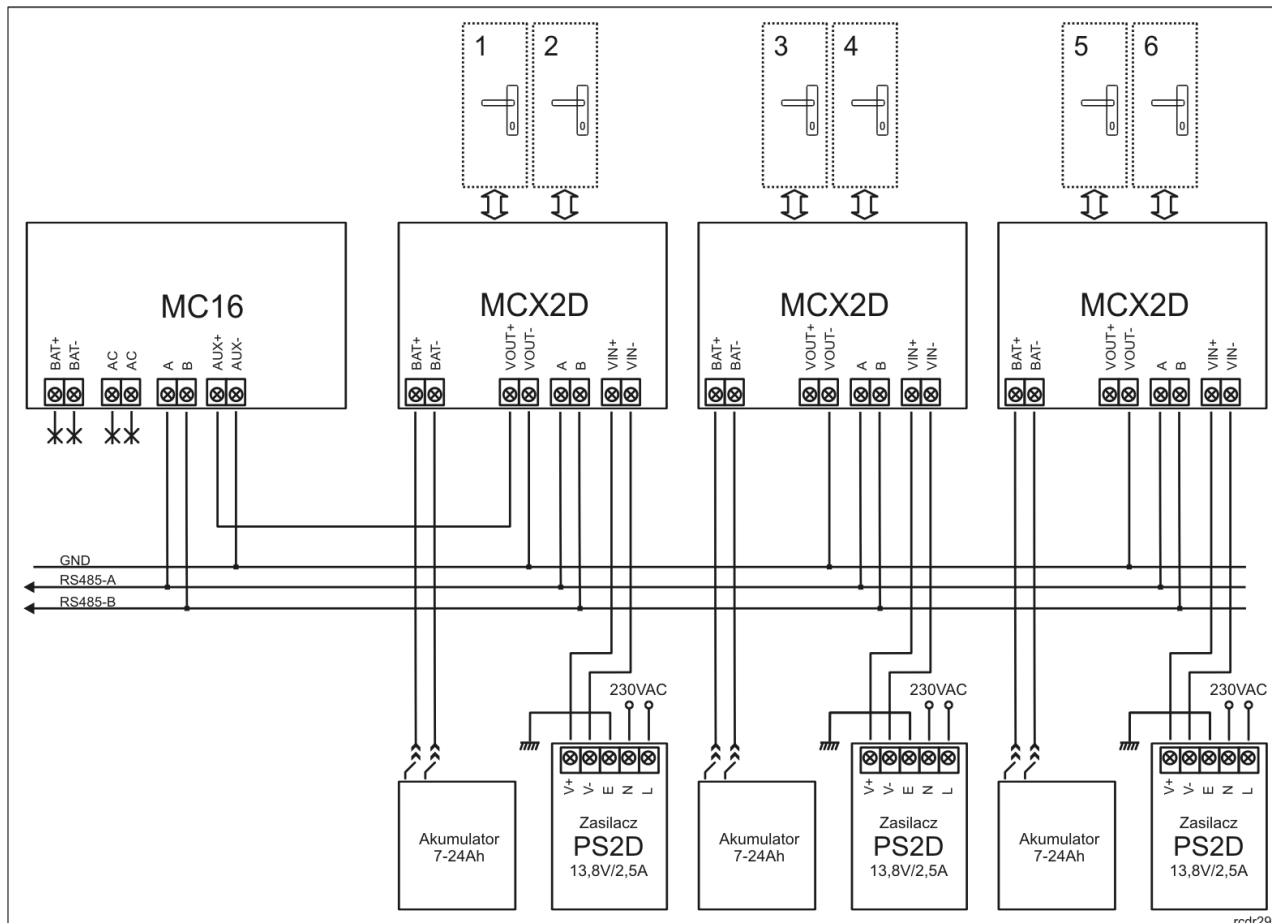 1 2 3 4 5 6
MC16 MCX2D MCX2D MCX2D
BAT+ BAT- AC AC A B AUX+ AUX-
BAT+ BAT- VOUT+ VOUT- A B VIN+ VIN-
BAT+ BAT- VOUT+ VOUT- A B VIN+ VIN-
BAT+ BAT- VOUT+ VOUT- A B VIN+ VIN-
GND
RS485-A
RS485-B
230VAC 230VAC 230VAC
V+ V- E N L
V+ V- E N L
V+ V- E N L
Akumulator
7-24Ah
Zasilacz
PS2D
13,8V/2,5A
Akumulator
7-24Ah
Zasilacz
PS2D
13,8V/2,5A
Akumulator
7-24Ah
Zasilacz
PS2D
13,8V/2,5A
rcdr29